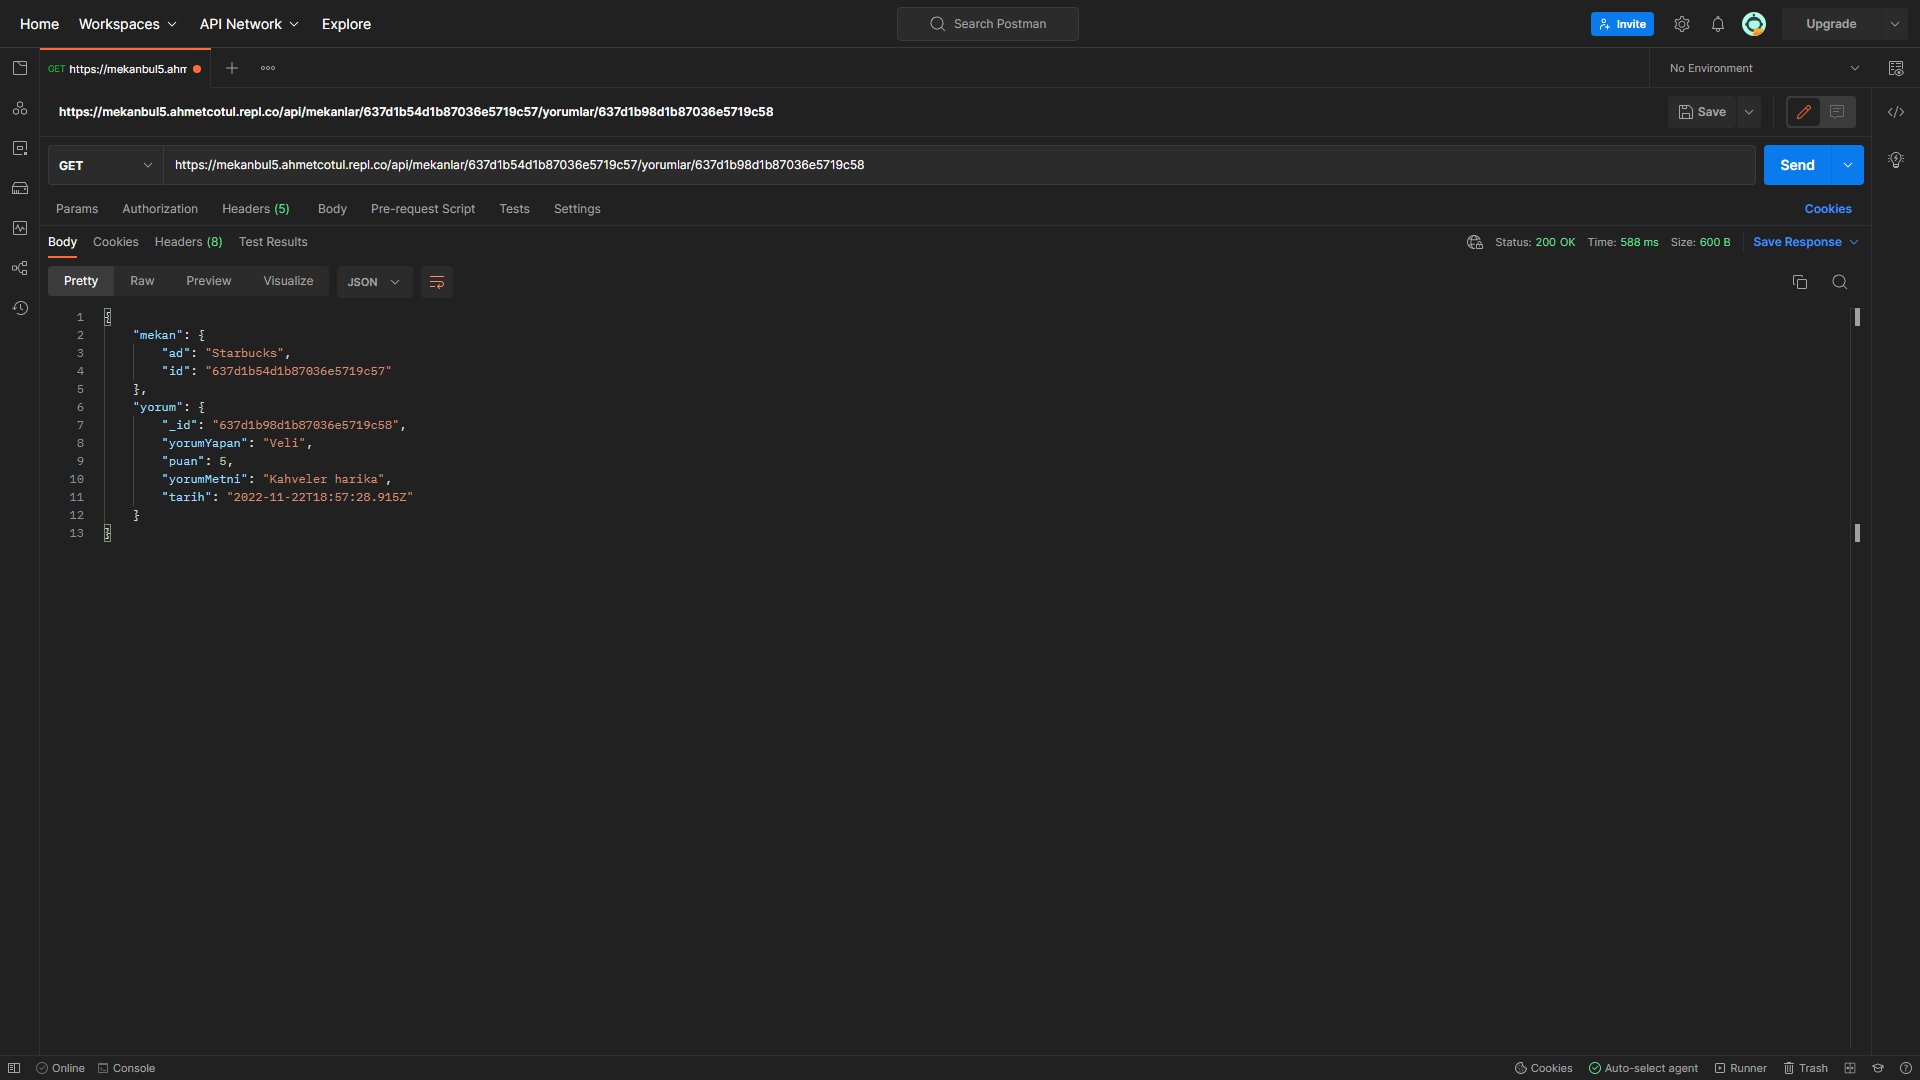 Home Workspaces API Network Explore Search Postman Invite Upgrade
GET https://mekanbul5.ahm No Environment
https://mekanbul5.ahmetcotul.repl.co/api/mekanlar/637d1b54d1b87036e5719c57/yorumlar/637d1b98d1b87036e5719c58 Save
GET https://mekanbul5.ahmetcotul.repl.co/api/mekanlar/637d1b54d1b87036e5719c57/yorumlar/637d1b98d1b87036e5719c58 Send
Params Authorization Headers (5) Body Pre-request Script Tests Settings Cookies
Body Cookies Headers (8) Test Results Status: 200 OK Time: 588 ms Size: 600 B Save Response
Pretty Raw Preview Visualize JSON
1 {
2 "mekan": {
3 "ad": "Starbucks",
4 "id": "637d1b54d1b87036e5719c57"
5 },
6 "yorum": {
7 "_id": "637d1b98d1b87036e5719c58",
8 "yorumYapan": "Veli",
9 "puan": 5,
10 "yorumMetni": "Kahveler harika",
11 "tarih": "2022-11-22T18:57:28.915Z"
12 }
13 }
Online Console Cookies Auto-select agent Runner Trash